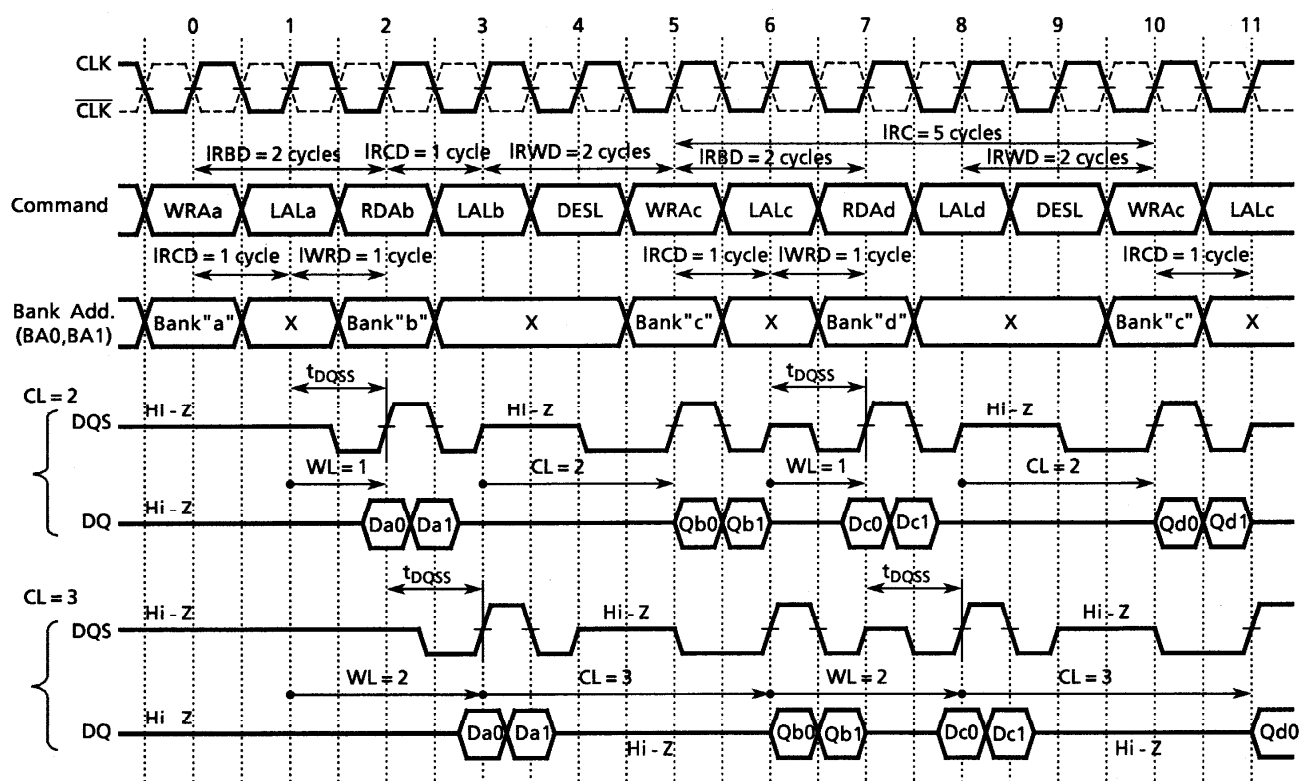 0 1 2 3 4 5 6 7 8 9 10 11
CLK
CLK
IRC = 5 cycles
IRBD = 2 cycles IRCD = 1 cycle IRWD = 2 cycles IRBD = 2 cycles IRWD = 2 cycles
Command WRAa LALa RDAb LALb DESL WRAc LALc RDAd LALd DESL WRAc LALc
IRCD = 1 cycle IWRD = 1 cycle IRCD = 1 cycle IWRD = 1 cycle IRCD = 1 cycle
Bank Add.
(BA0,BA1)
Bank"a" X Bank"b" X Bank"c" X Bank"d" X Bank"c" X
tDQSS tDQSS
CL = 2
DQS Hi - Z Hi - Z Hi - Z
WL = 1 CL = 2 WL = 1 CL = 2
DQ Hi - Z Da0 Da1 Qb0 Qb1 Dc0 Dc1 Qd0 Qd1
tDQSS tDQSS
CL = 3
DQS Hi - Z Hi - Z Hi - Z
WL = 2 CL = 3 WL = 2 CL = 3
DQ Hi - Z Da0 Da1 Hi - Z Qb0 Qb1 Dc0 Dc1 Hi - Z Qd0